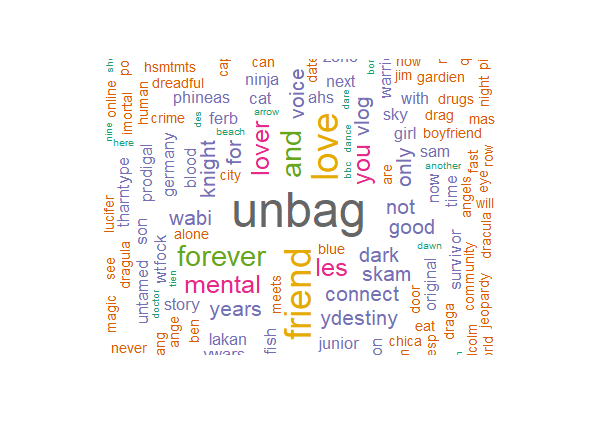 hsmtmts
can
she
po
cap
ninja
date
next
zone
bor
warri
now
jim
gardien
night
pl
dreadful
online
imortal
human
phineas
cat
ahs
voice
dare
vlog
with
drugs
crime
des
ferb
arrow
sky
drag
mas
nine
beach
lover
and
love
bbc
dance
you
girl
boyfriend
here
tharntype
prodigal
germany
blood
knight
for
city
are
only
sam
another
fast
row
eye
now
time
angels
will
lucifer
wabi
unbag
not
good
dracula
son
alone
see
dragula
untamed
wtfock
tien
doctor
forever
blue
les
dark
skam
dawn
survivor
community
jeopardy
magic
mental
meets
friend
connect
door
original
story
years
ydestiny
ange
ang
ben
eat
draga
never
lakan
ywars
fish
junior
on
chica
esp
lcolm
rld